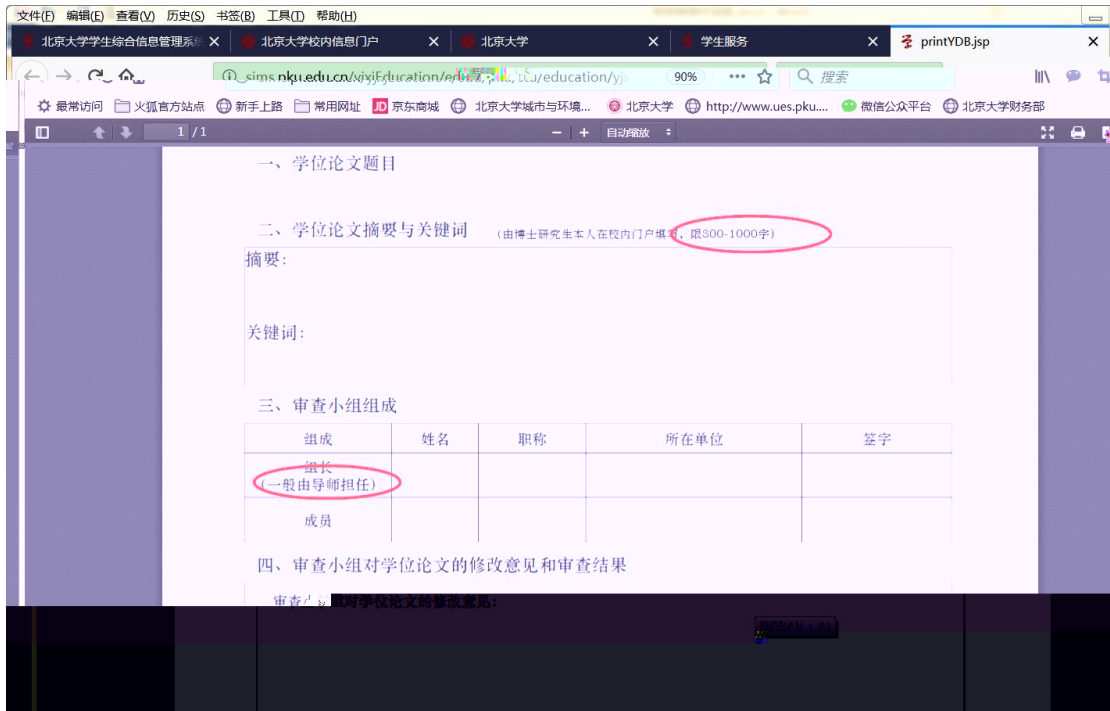 文件(F) 编辑(E) 查看(V) 历史(S) 书签(B) 工具(T) 帮助(H)
北京大学学生综合信息管理系统 北京大学校内信息门户 北京大学 学生服务 printYDB.jsp
sims.pku.edu.cn/ 90% 搜索
最常访问 火狐官方站点 新手上路 常用网址 JD 京东商城 北京大学城市与环境... 北京大学 http://www.ues.pku.... 微信公众平台 北京大学财务部
1 / 1 自动缩放
一、学位论文题目
二、学位论文摘要与关键词 (由博士研究生本人在校内门户填写，限800-1000字)
摘要:
关键词:
三、审查小组组成
组成 姓名 职称 所在单位 签字
组长
(一般由导师担任)
成员
四、审查小组对学位论文的修改意见和审查结果
审查小组对学位论文的修改意见: